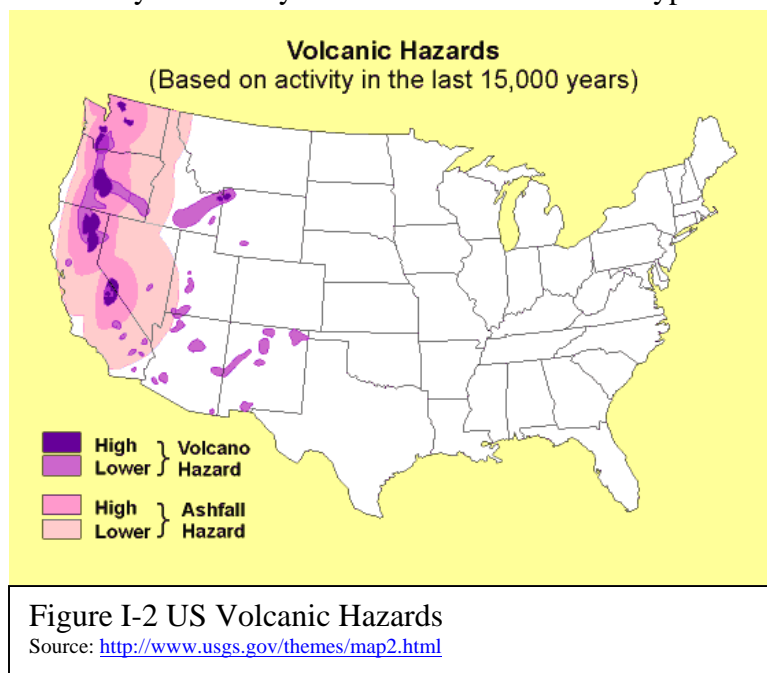 Volcanic Hazards
(Based on activity in the last 15,000 years)
High } Volcano
Lower Hazard
High } Ashfall
Lower Hazard
Figure I-2 US Volcanic Hazards
Source: http://www.usgs.gov/themes/map2.html